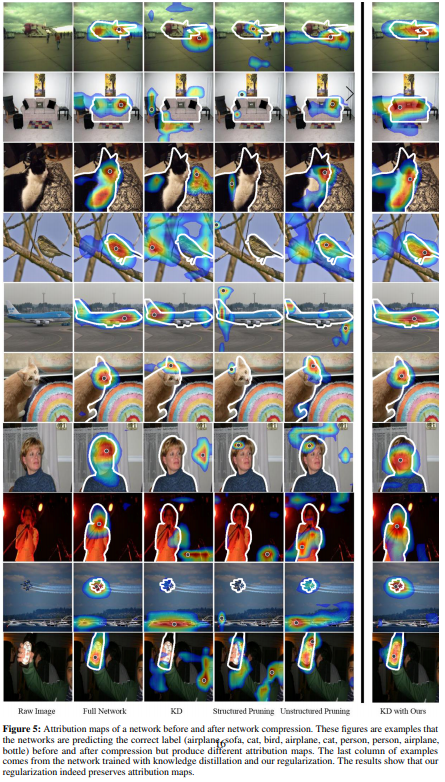 Raw Image Full Network KD Structured Pruning Unstructured Pruning KD with Ours
Figure 5: Attribution maps of a network before and after network compression. These figures are examples that
the networks are predicting the correct label (airplane, sofa, cat, bird, airplane, cat, person, person, airplane,
bottle) before and after compression but produce different attribution maps. The last column of examples
16
comes from the network trained with knowledge distillation and our regularization. The results show that our
regularization indeed preserves attribution maps.